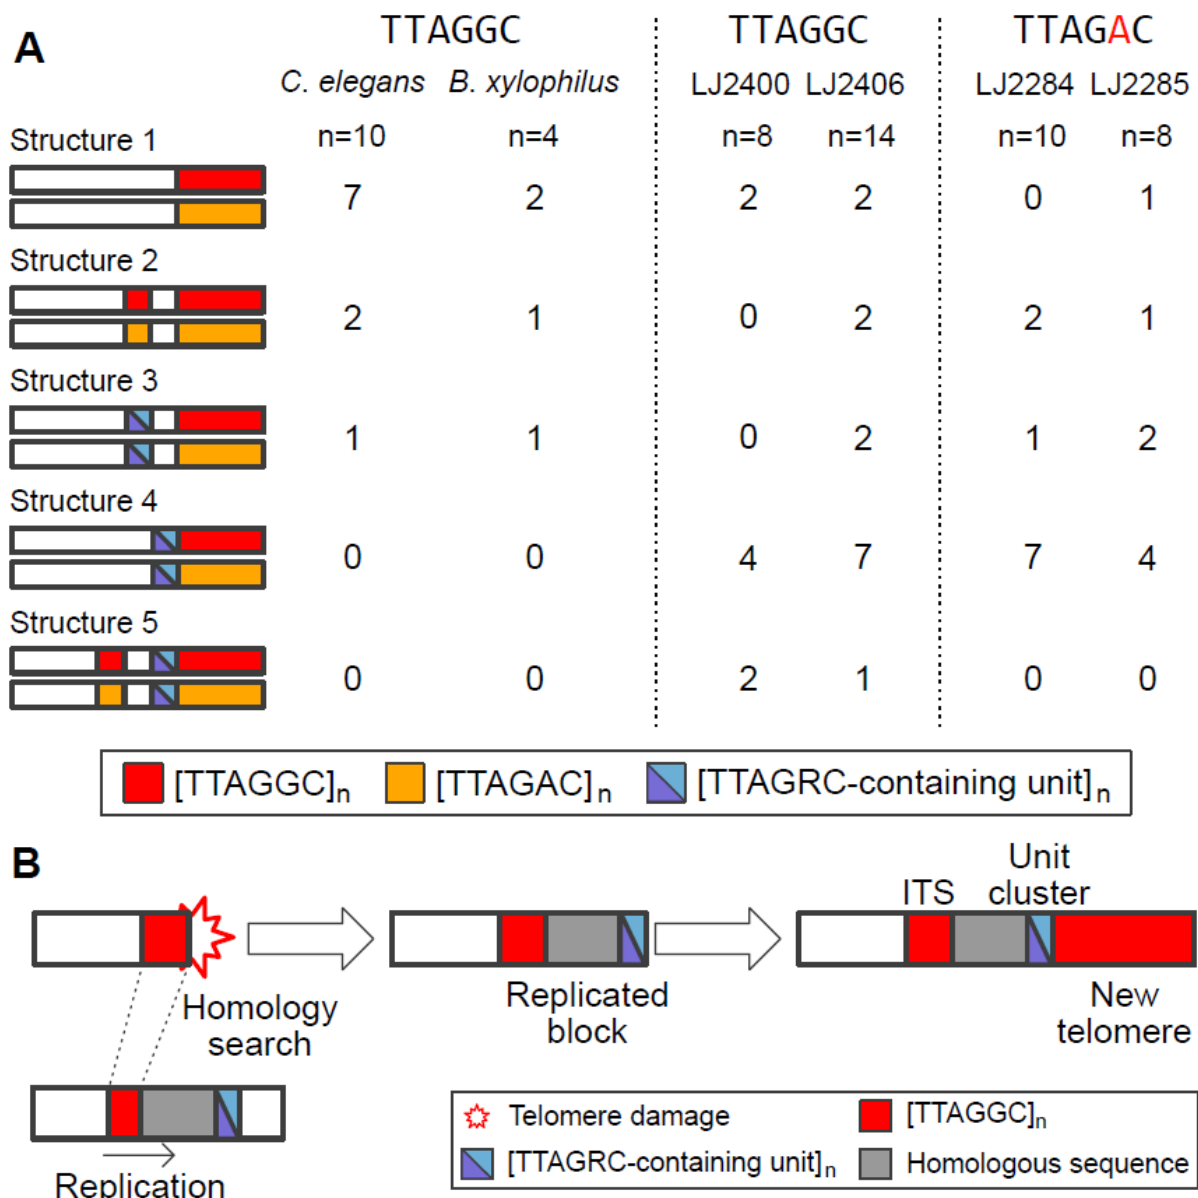 A
TTAGGC TTAGGC TTAGAC
C. elegans B. xylophilus LJ2400 LJ2406 LJ2284 LJ2285
n=10 n=4 n=8 n=14 n=10 n=8
Structure 1
7 2 2 2 0 1
Structure 2
2 1 0 2 2 1
Structure 3
1 1 0 2 1 2
Structure 4
0 0 4 7 7 4
Structure 5
0 0 2 1 0 0
[TTAGGC]n [TTAGAC]n [TTAGRC-containing unit]n
B
Homology
search
Replication
Replicated
block
ITS
Unit
cluster
New
telomere
Telomere damage [TTAGGC]n
[TTAGRC-containing unit]n Homologous sequence